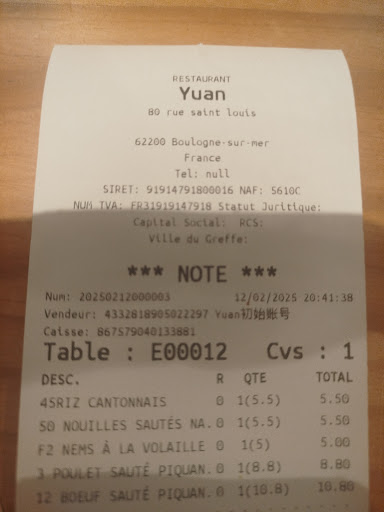 RESTAURANT
Yuan
80 rue saint louis
62200 Boulogne-sur-mer
France
Tel: null
SIRET: 91914791800016 NAF: 5610C
NUM TVA: FR31919147918 Statut Juritique:
Capital Social: RCS:
Ville du Greffe:
*** NOTE ***
Num: 20250212000003 12/02/2025 20:41:38
Vendeur: 4332818905022297 Yuan初始账号
Caisse: 867579040133881
Table : E00012 Cvs : 1
DESC. R QTE TOTAL
45RIZ CANTONNAIS 0 1(5.5) 5.50
50 NOUILLES SAUTÉS NA. 0 1(5.5) 5.50
F2 NEMS À LA VOLAILLE 0 1(5) 5.00
3 POULET SAUTÉ PIQUAN. 0 1(8.8) 8.80
12 BOEUF SAUTÉ PIQUAN. 0 1(10.8) 10.80